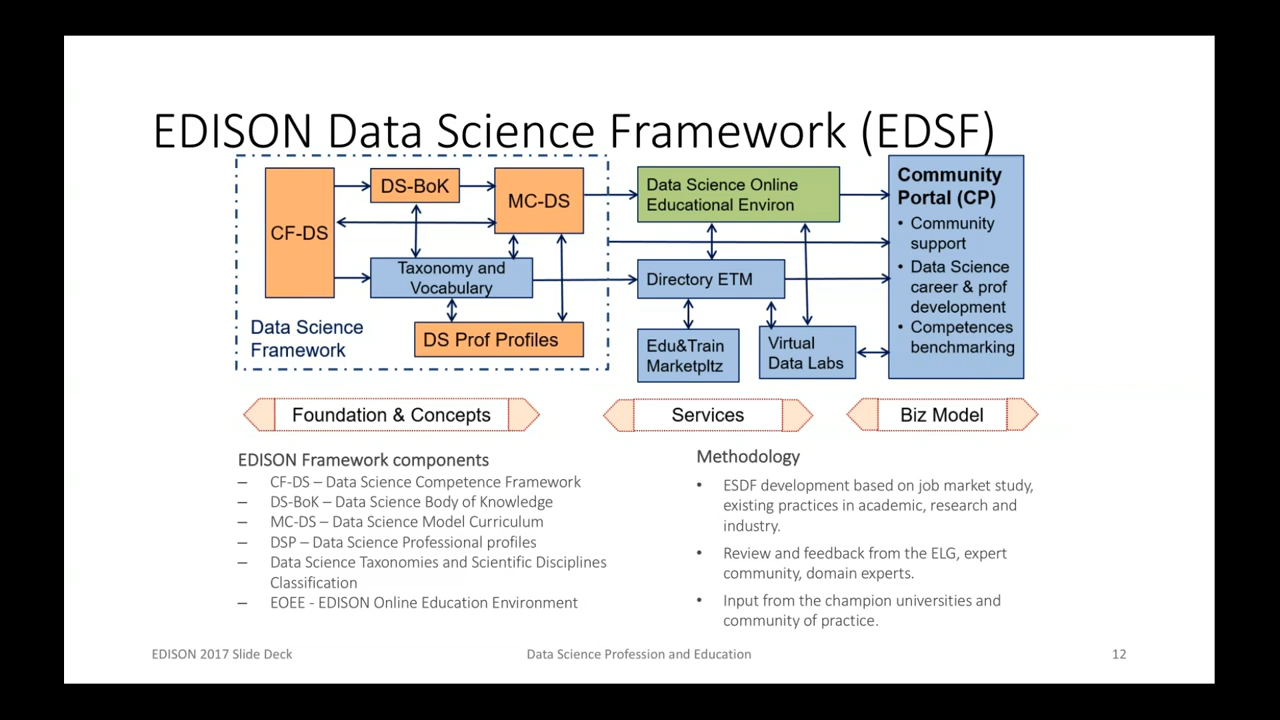 EDISON Data Science Framework (EDSF)
CF-DS
DS-BoK
MC-DS
Taxonomy and
Vocabulary
DS Prof Profiles
Data Science
Framework
Data Science Online
Educational Environ
Directory ETM
Edu&Train
Marketpltz
Virtual
Data Labs
Community
Portal (CP)
• Community
support
• Data Science
career & prof
development
• Competences
benchmarking
Foundation & Concepts
Services
Biz Model
EDISON Framework components
– CF-DS – Data Science Competence Framework
– DS-BoK – Data Science Body of Knowledge
– MC-DS – Data Science Model Curriculum
– DSP – Data Science Professional profiles
– Data Science Taxonomies and Scientific Disciplines
Classification
– EOEE - EDISON Online Education Environment
Methodology
• ESDF development based on job market study,
existing practices in academic, research and
industry.
• Review and feedback from the ELG, expert
community, domain experts.
• Input from the champion universities and
community of practice.
EDISON 2017 Slide Deck
Data Science Profession and Education
12